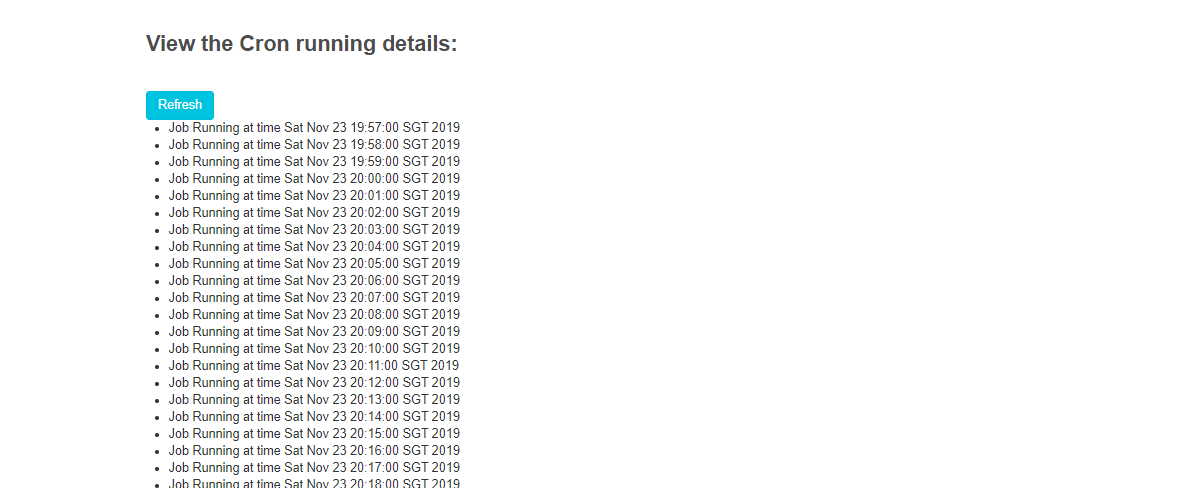 View the Cron running details:
Refresh
Job Running at time Sat Nov 23 19:57:00 SGT 2019
Job Running at time Sat Nov 23 19:58:00 SGT 2019
Job Running at time Sat Nov 23 19:59:00 SGT 2019
Job Running at time Sat Nov 23 20:00:00 SGT 2019
Job Running at time Sat Nov 23 20:01:00 SGT 2019
Job Running at time Sat Nov 23 20:02:00 SGT 2019
Job Running at time Sat Nov 23 20:03:00 SGT 2019
Job Running at time Sat Nov 23 20:04:00 SGT 2019
Job Running at time Sat Nov 23 20:05:00 SGT 2019
Job Running at time Sat Nov 23 20:06:00 SGT 2019
Job Running at time Sat Nov 23 20:07:00 SGT 2019
Job Running at time Sat Nov 23 20:08:00 SGT 2019
Job Running at time Sat Nov 23 20:09:00 SGT 2019
Job Running at time Sat Nov 23 20:10:00 SGT 2019
Job Running at time Sat Nov 23 20:11:00 SGT 2019
Job Running at time Sat Nov 23 20:12:00 SGT 2019
Job Running at time Sat Nov 23 20:13:00 SGT 2019
Job Running at time Sat Nov 23 20:14:00 SGT 2019
Job Running at time Sat Nov 23 20:15:00 SGT 2019
Job Running at time Sat Nov 23 20:16:00 SGT 2019
Job Running at time Sat Nov 23 20:17:00 SGT 2019
Job Running at time Sat Nov 23 20:18:00 SGT 2019